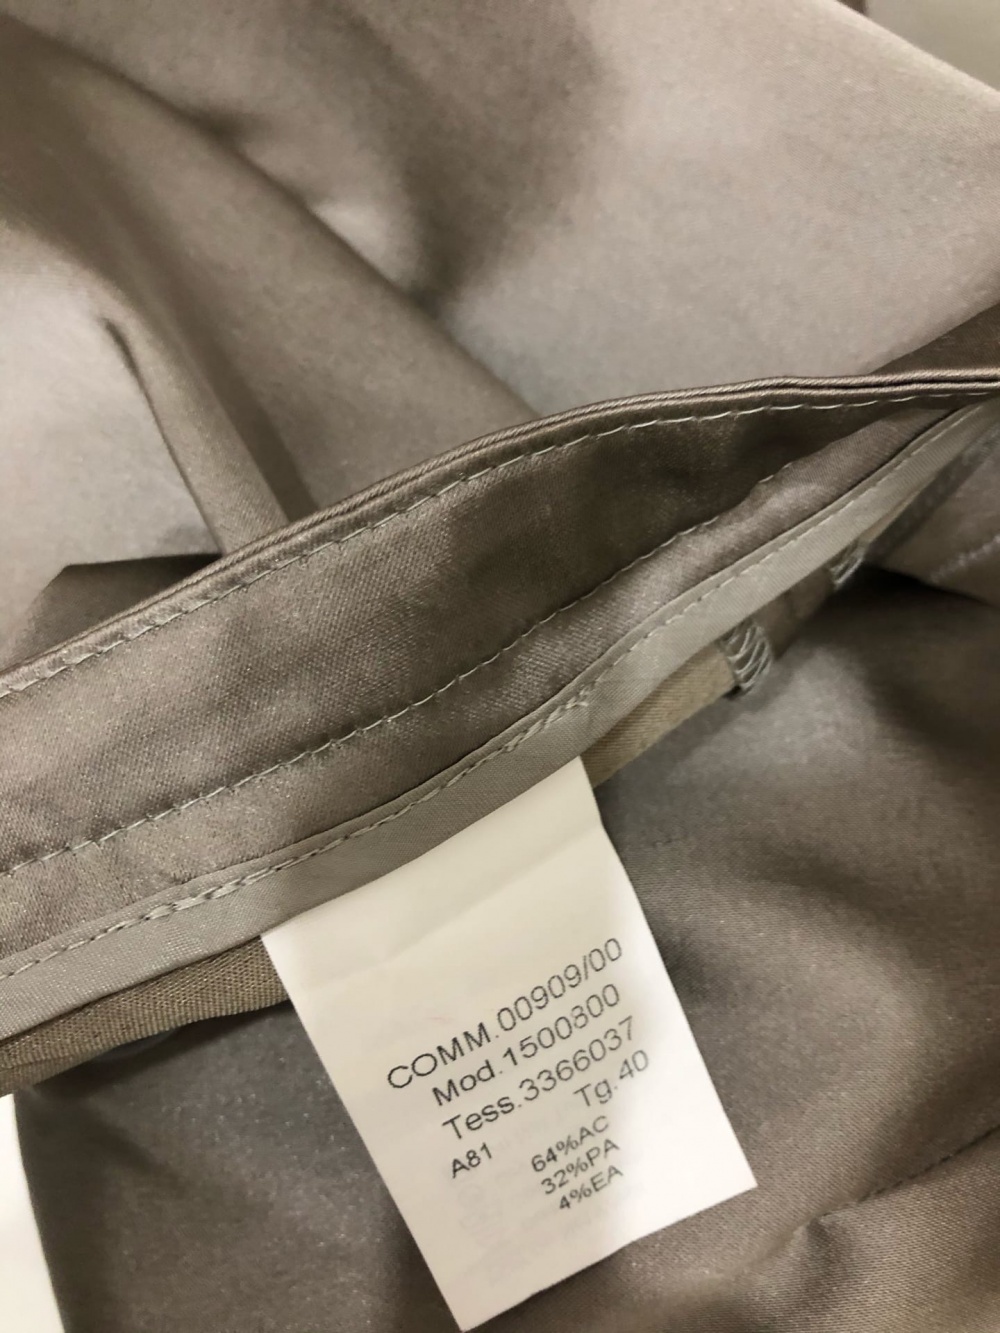 COMM.00909/00
Mod.1500800
Tess.3366037
Tg.40
A81 64%AC
32%PA
4%EA